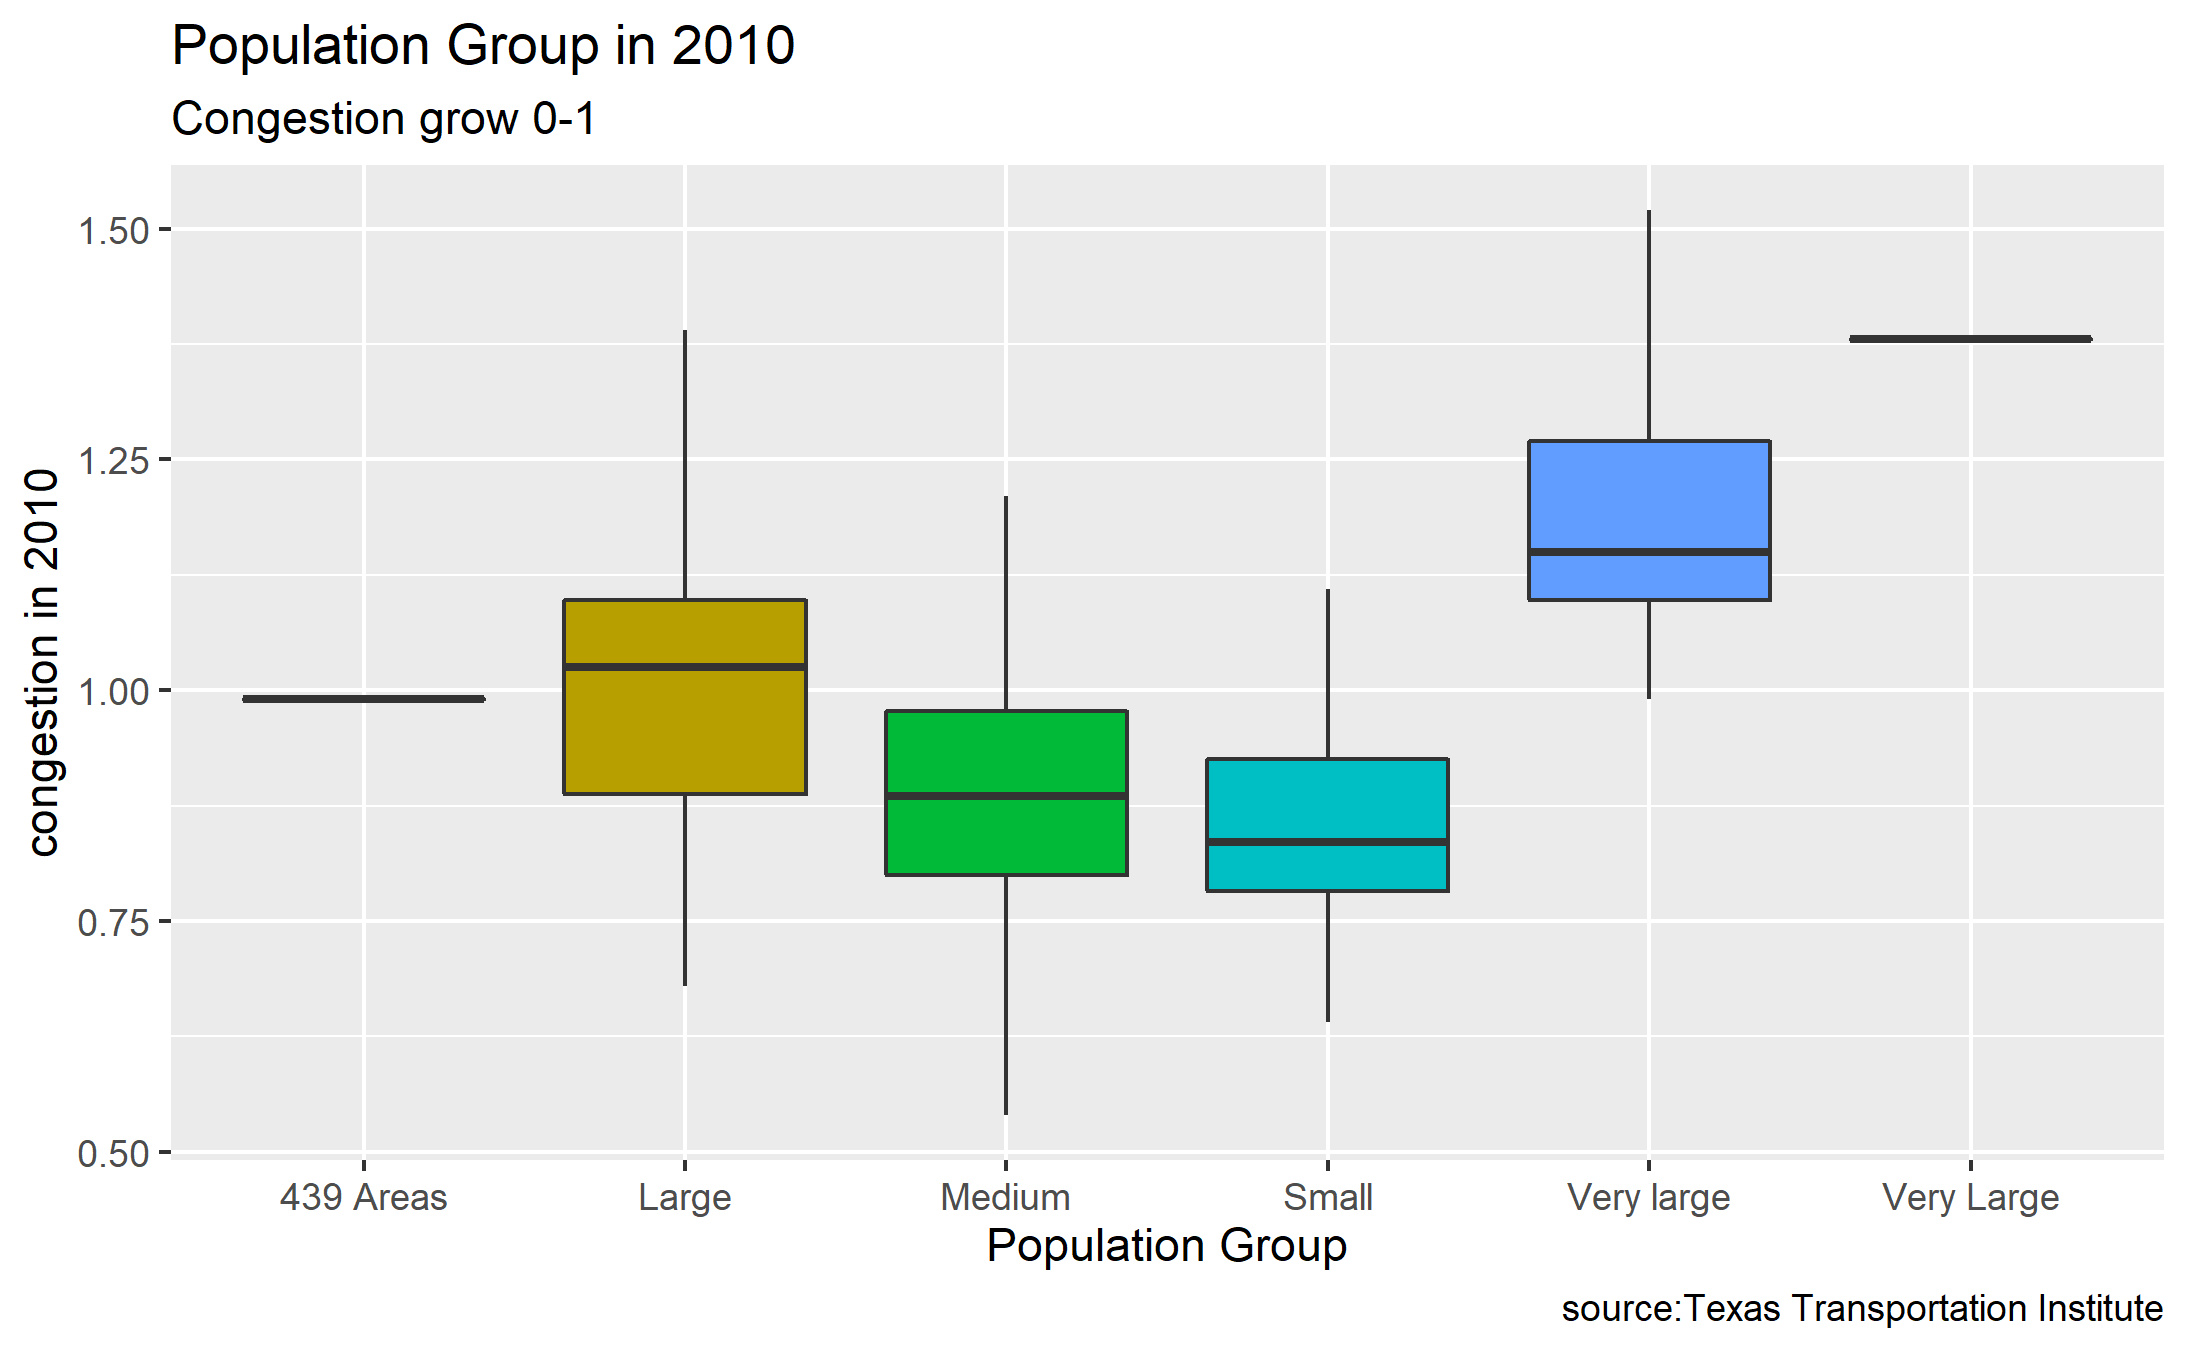 Population Group in 2010
Congestion grow 0-1
congestion in 2010
1.50
1.25
1.00
0.75
0.50
439 Areas Large Medium Small Very large Very Large
Population Group
source:Texas Transportation Institute